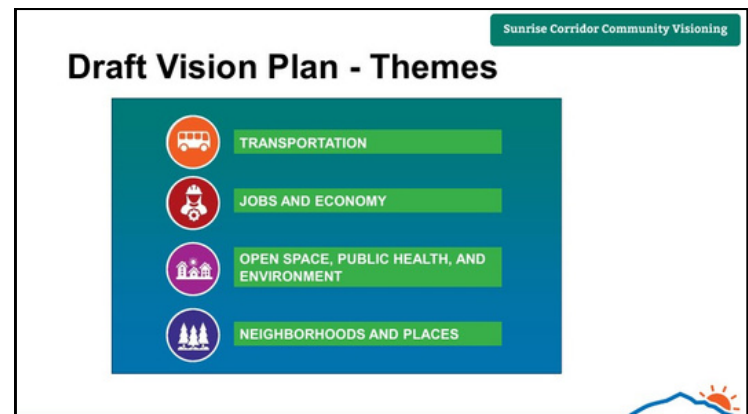 Sunrise Corridor Community Visioning
Draft Vision Plan - Themes
TRANSPORTATION
JOBS AND ECONOMY
OPEN SPACE, PUBLIC HEALTH, AND
ENVIRONMENT
NEIGHBORHOODS AND PLACES